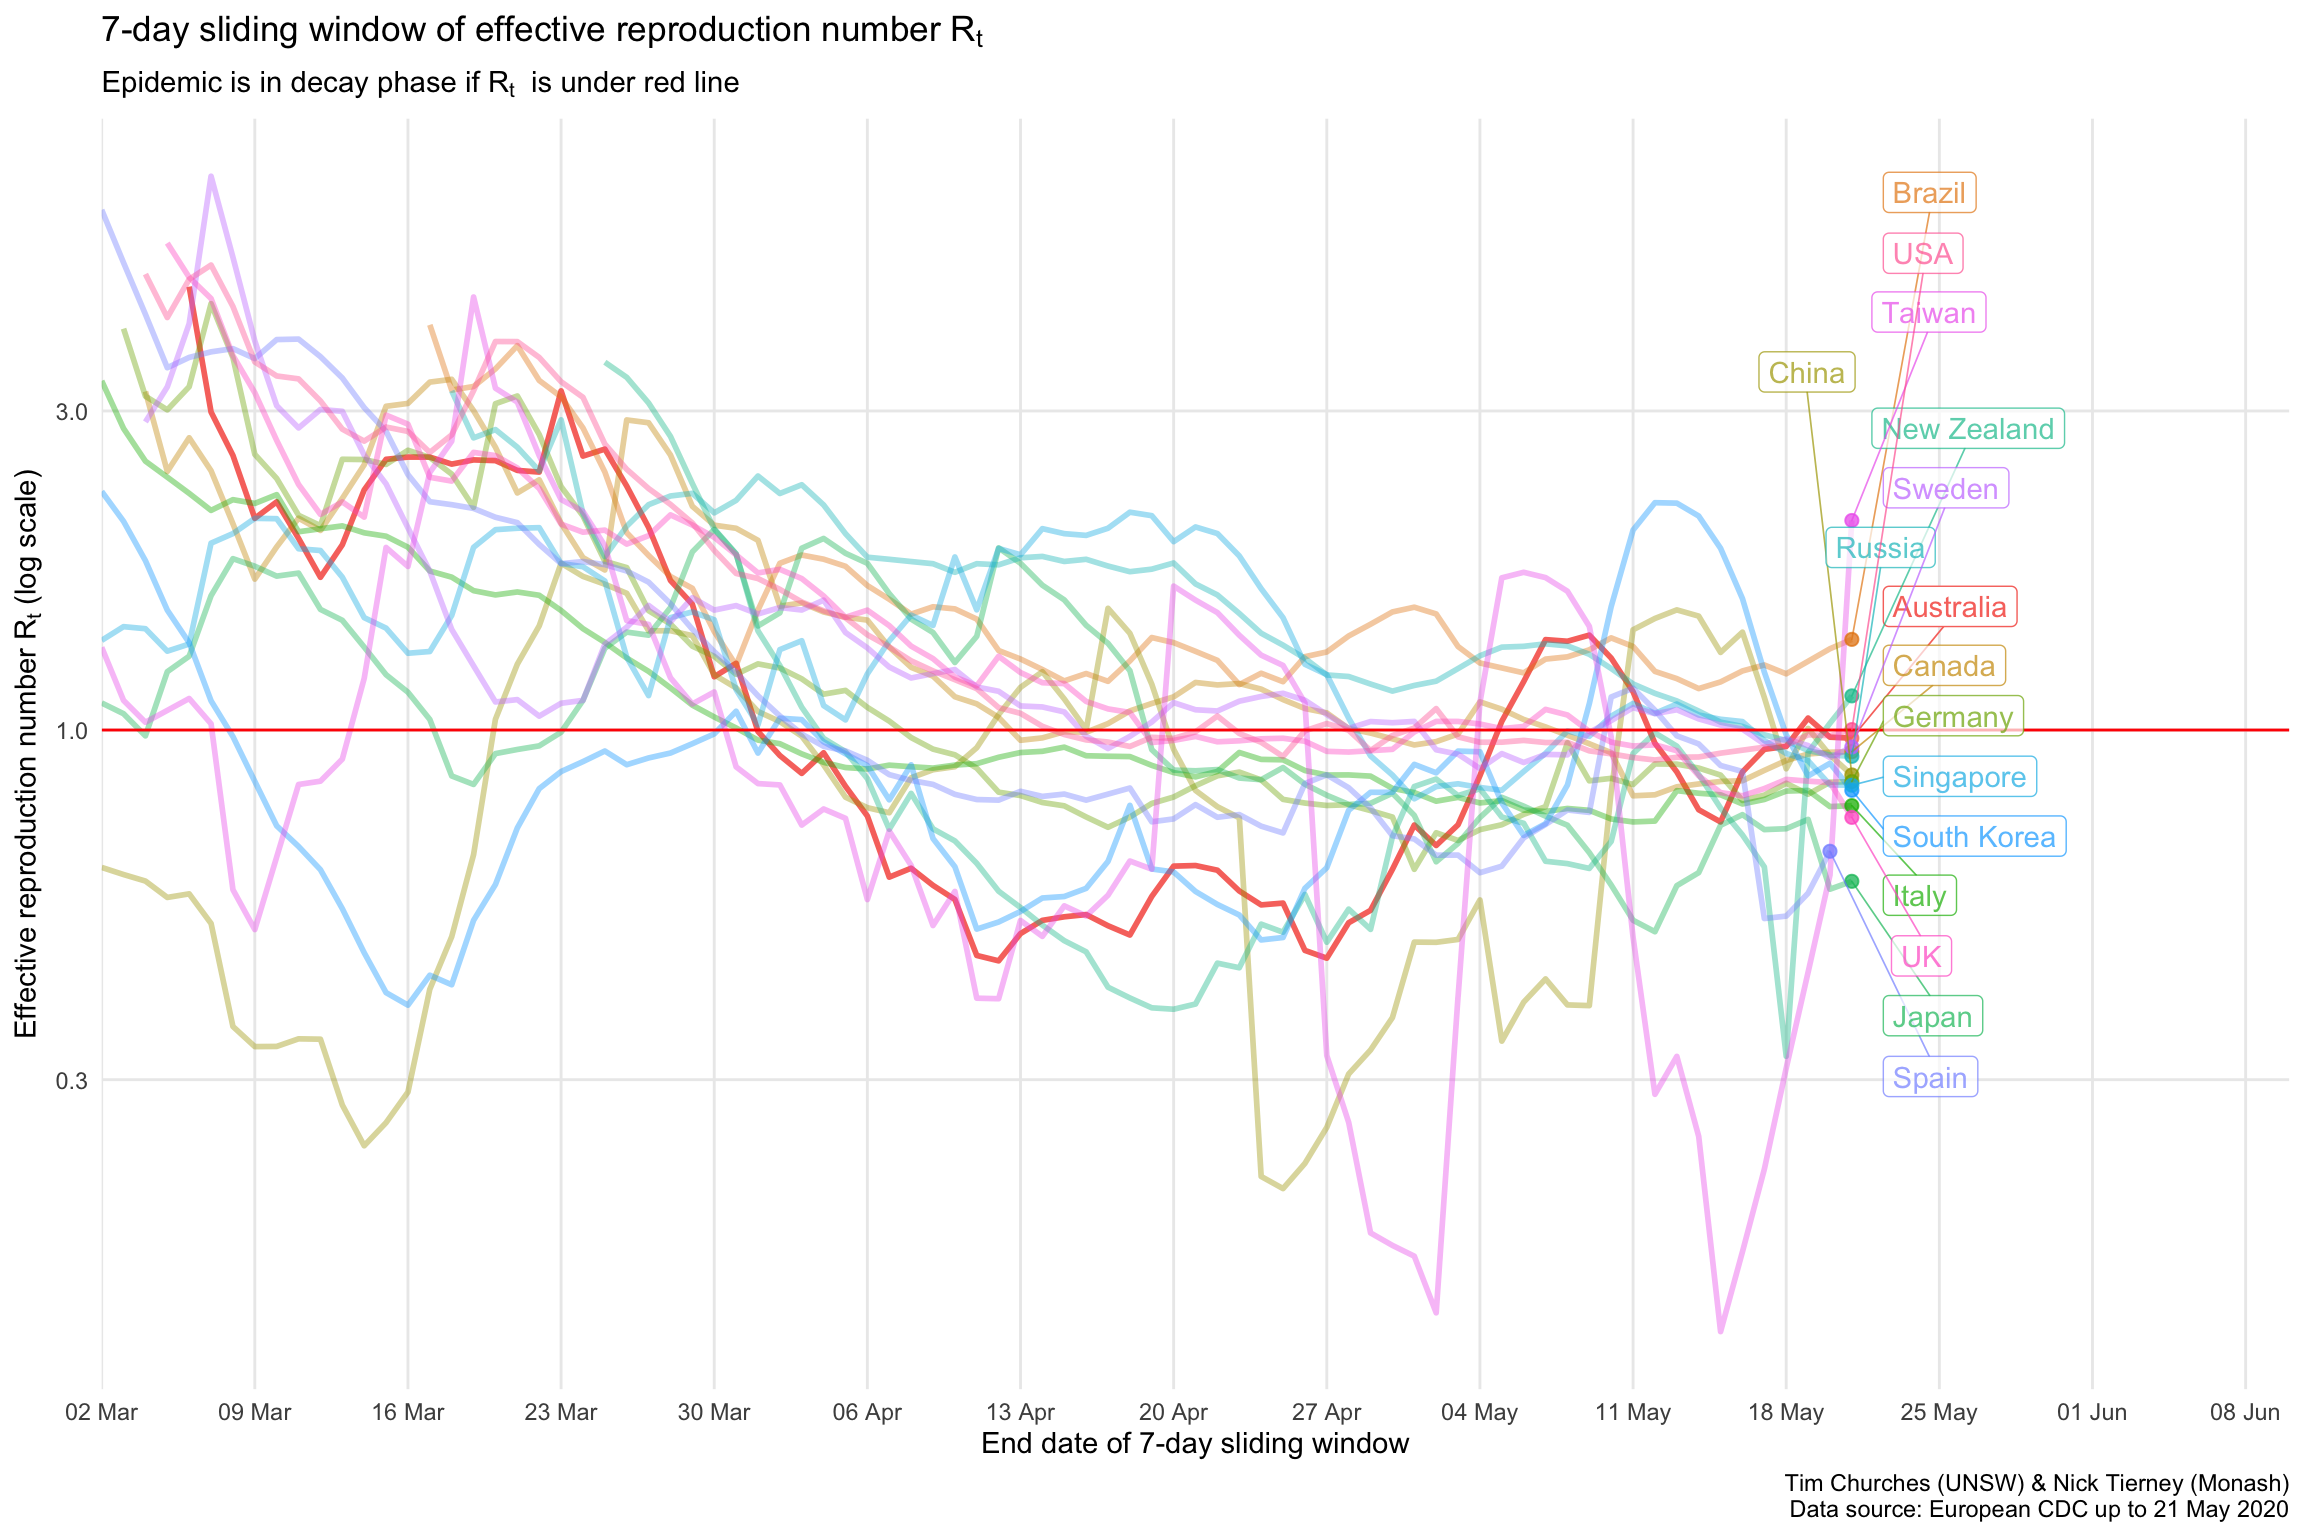 7-day sliding window of effective reproduction number Rt
Epidemic is in decay phase if Rt is under red line
Effective reproduction number Rt (log scale)
3.0
1.0
0.3
Brazil
USA
Taiwan
China
New Zealand
Sweden
Russia
Australia
Canada
Germany
Singapore
South Korea
Italy
UK
Japan
Spain
02 Mar
09 Mar
16 Mar
23 Mar
30 Mar
06 Apr
13 Apr
20 Apr
27 Apr
04 May
11 May
18 May
25 May
01 Jun
08 Jun
End date of 7-day sliding window
Tim Churches (UNSW) & Nick Tierney (Monash)
Data source: European CDC up to 21 May 2020